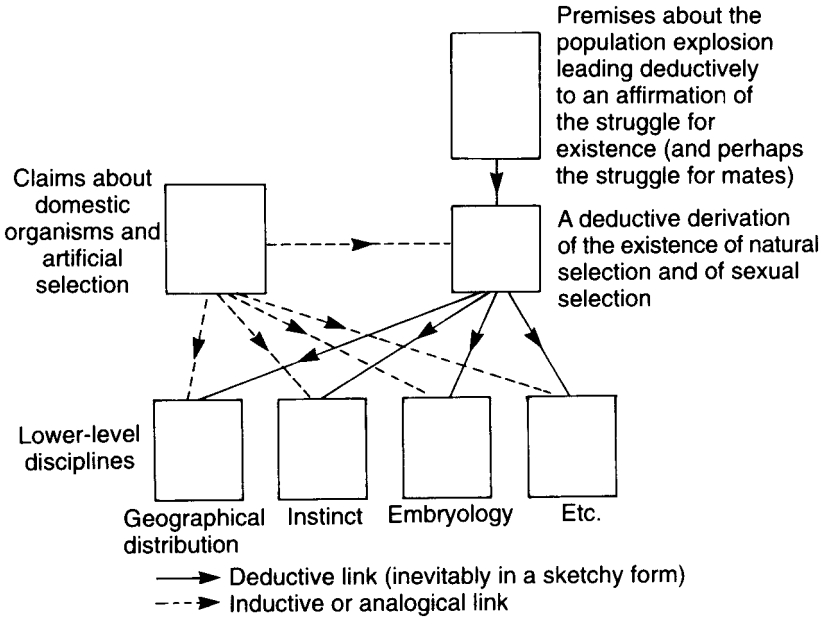 Premises about the
population explosion
leading deductively
to an affirmation of
the struggle for
existence (and perhaps
the struggle for mates)
Claims about
domestic
organisms and
artificial
selection
A deductive derivation
of the existence of natural
selection and of sexual
selection
Lower-level
disciplines
Geographical
distribution
Instinct
Embryology
Etc.
Deductive link (inevitably in a sketchy form)
Inductive or analogical link